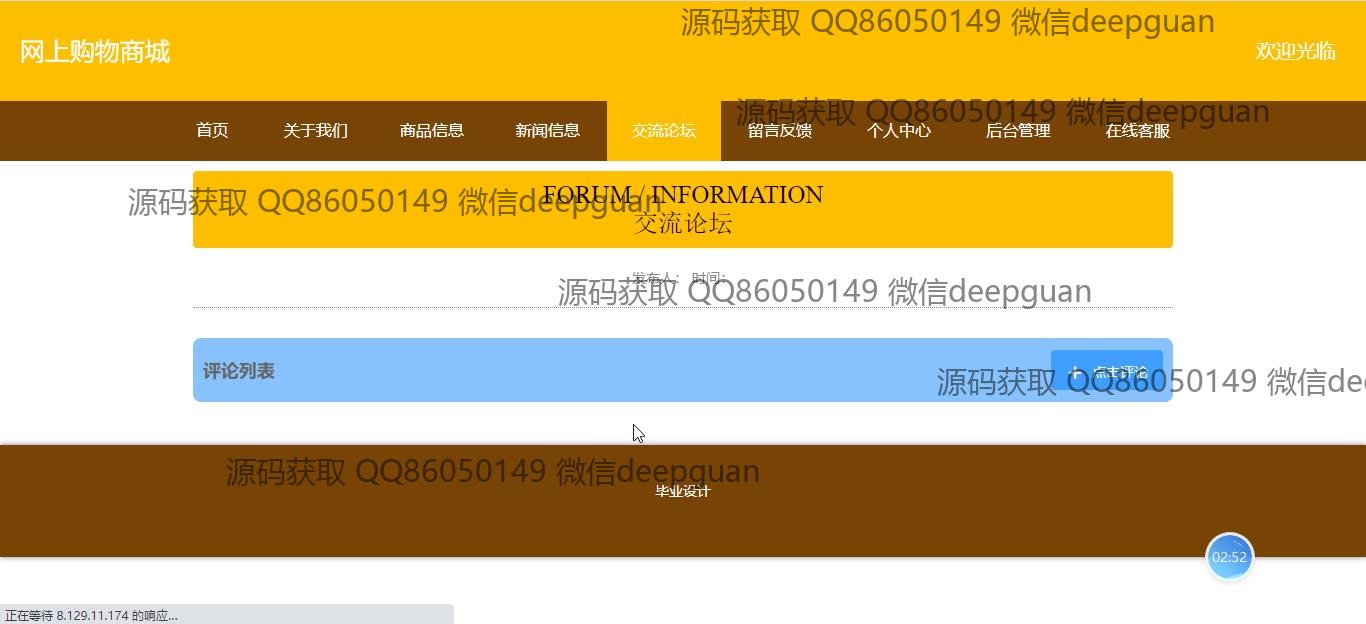 源码获取 QQ86050149 微信deepguan
网上购物商城
欢迎光临
源码获取 QQ86050149 微信deepguan
首页 关于我们 商品信息 新闻信息 交流论坛 留言反馈 个人中心 后台管理 在线客服
源码获取 QQ86050149 微信deepguan
FORUM / INFORMATION
交流论坛
发布人： 时间：
源码获取 QQ86050149 微信deepguan
评论列表
+ 点击评论
源码获取 QQ86050149 微信de
源码获取 QQ86050149 微信deepguan
毕业设计
02:52
正在等待 8.129.11.174 的响应...